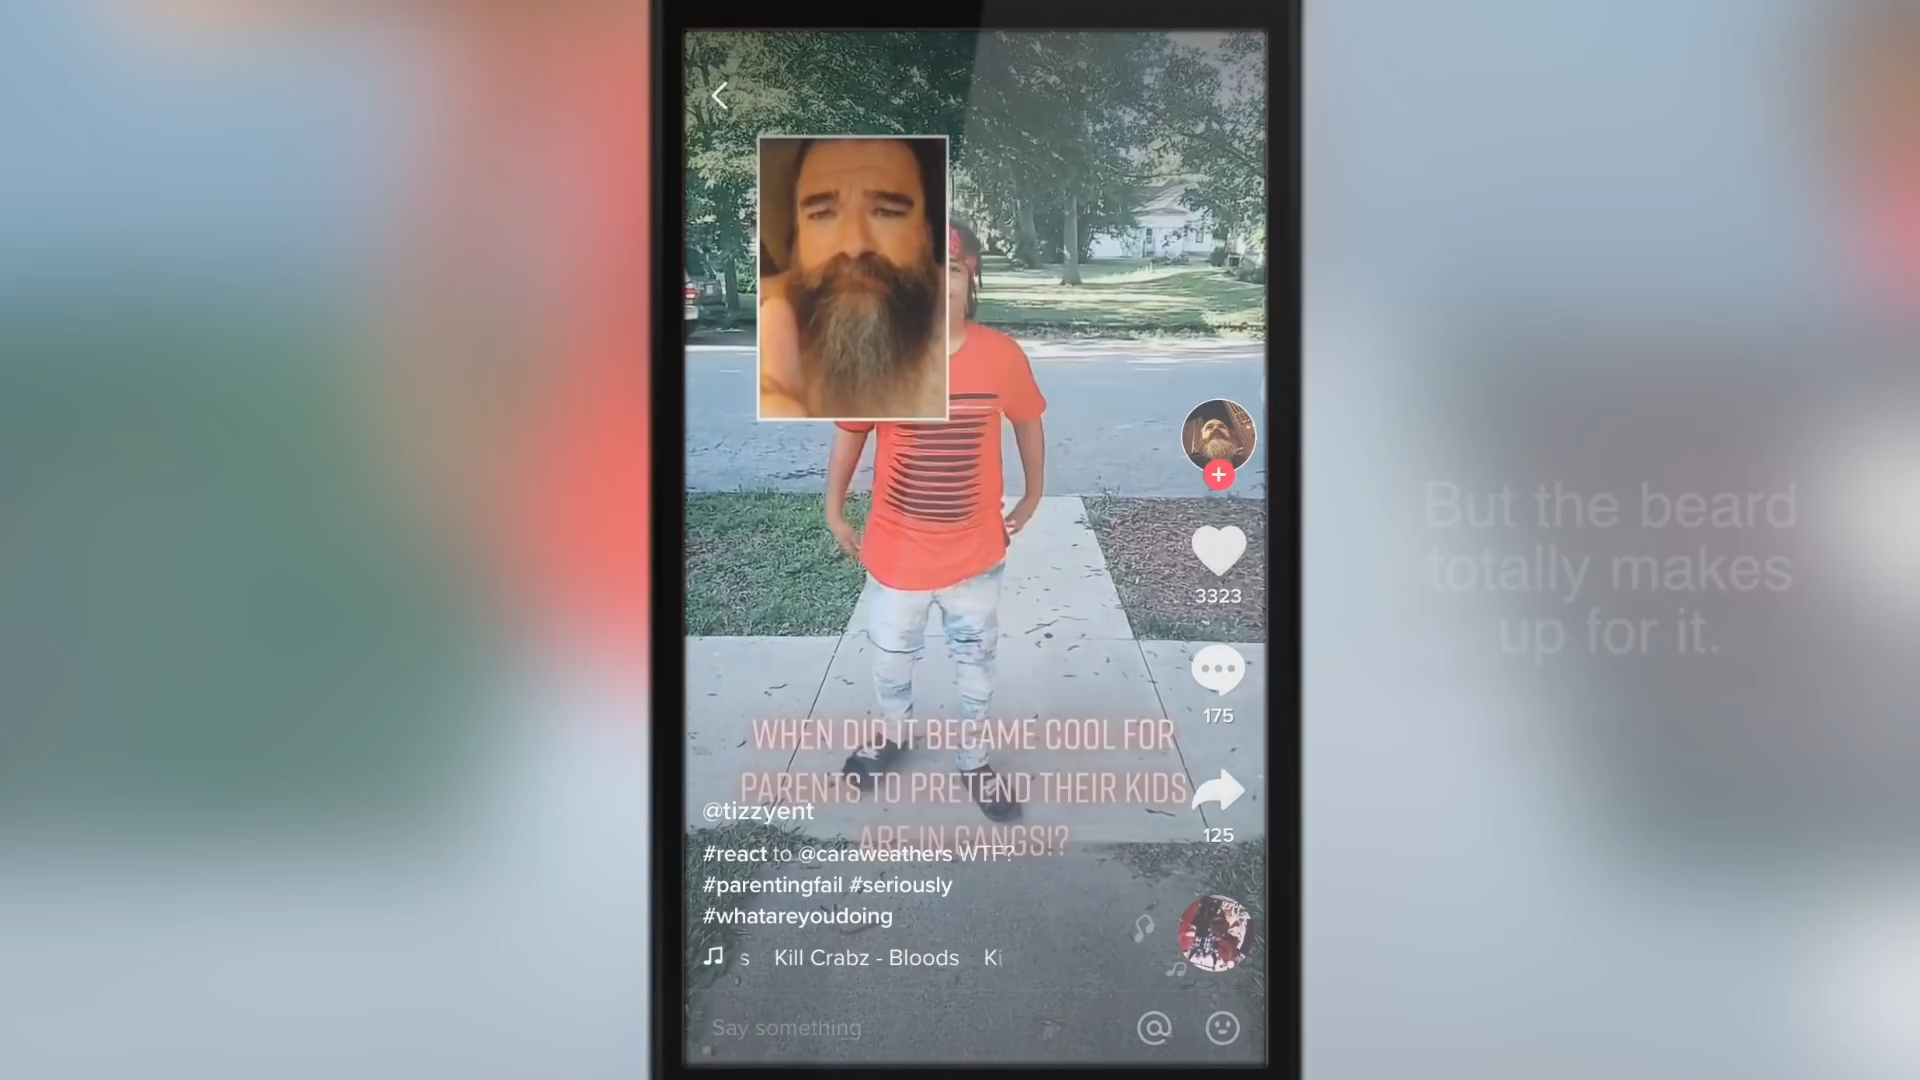 WHEN DID IT BECAME COOL FOR
PARENTS TO PRETEND THEIR KIDS
ARE IN GANGS!?
@tizzyent
#react to @caraweathers WTF?
#parentingfail #seriously
#whatareyoudoing
s Kill Crabz - Bloods Ki
Say something
3323
175
125
But the beard
totally makes
up for it.